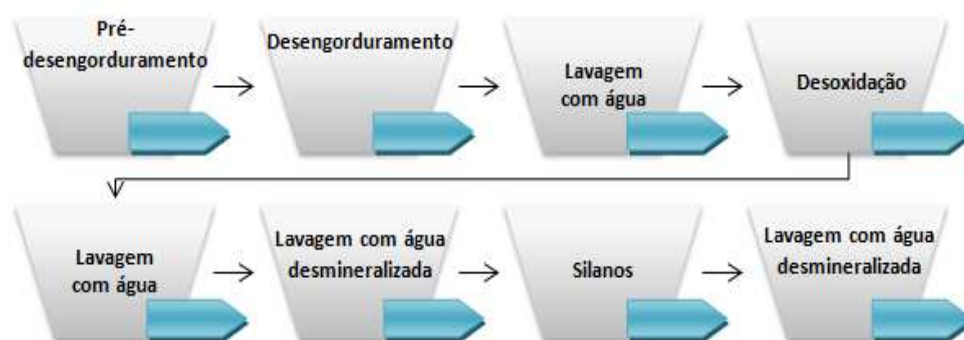 Pré-
desengorduramento
Desengorduramento
Lavagem
com água
Desoxidação
Lavagem
com água
Lavagem com água
desmineralizada
Silanos
Lavagem com água
desmineralizada